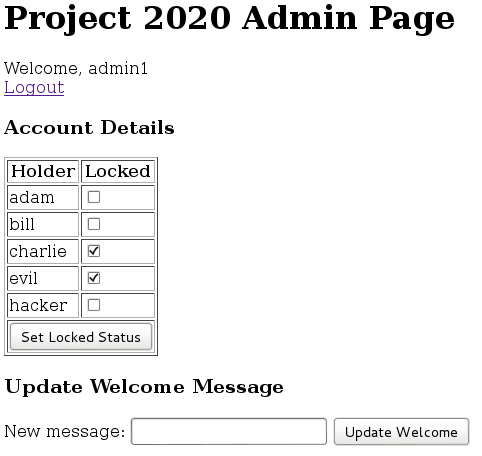 Project 2020 Admin Page
Welcome, admin1
Logout
Account Details
Holder Locked
adam
bill
charlie
evil
hacker
Set Locked Status
Update Welcome Message
New message: Update Welcome